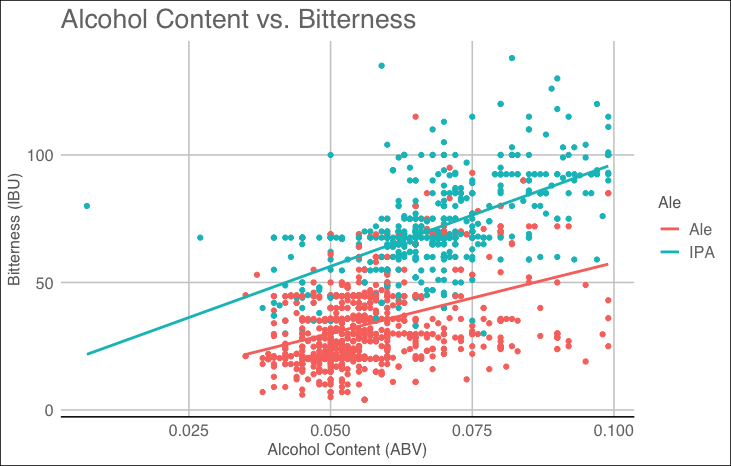 Alcohol Content vs. Bitterness
Bitterness (IBU)
100
50
0
0.025
0.050
0.075
0.100
Alcohol Content (ABV)
Ale
Ale
IPA